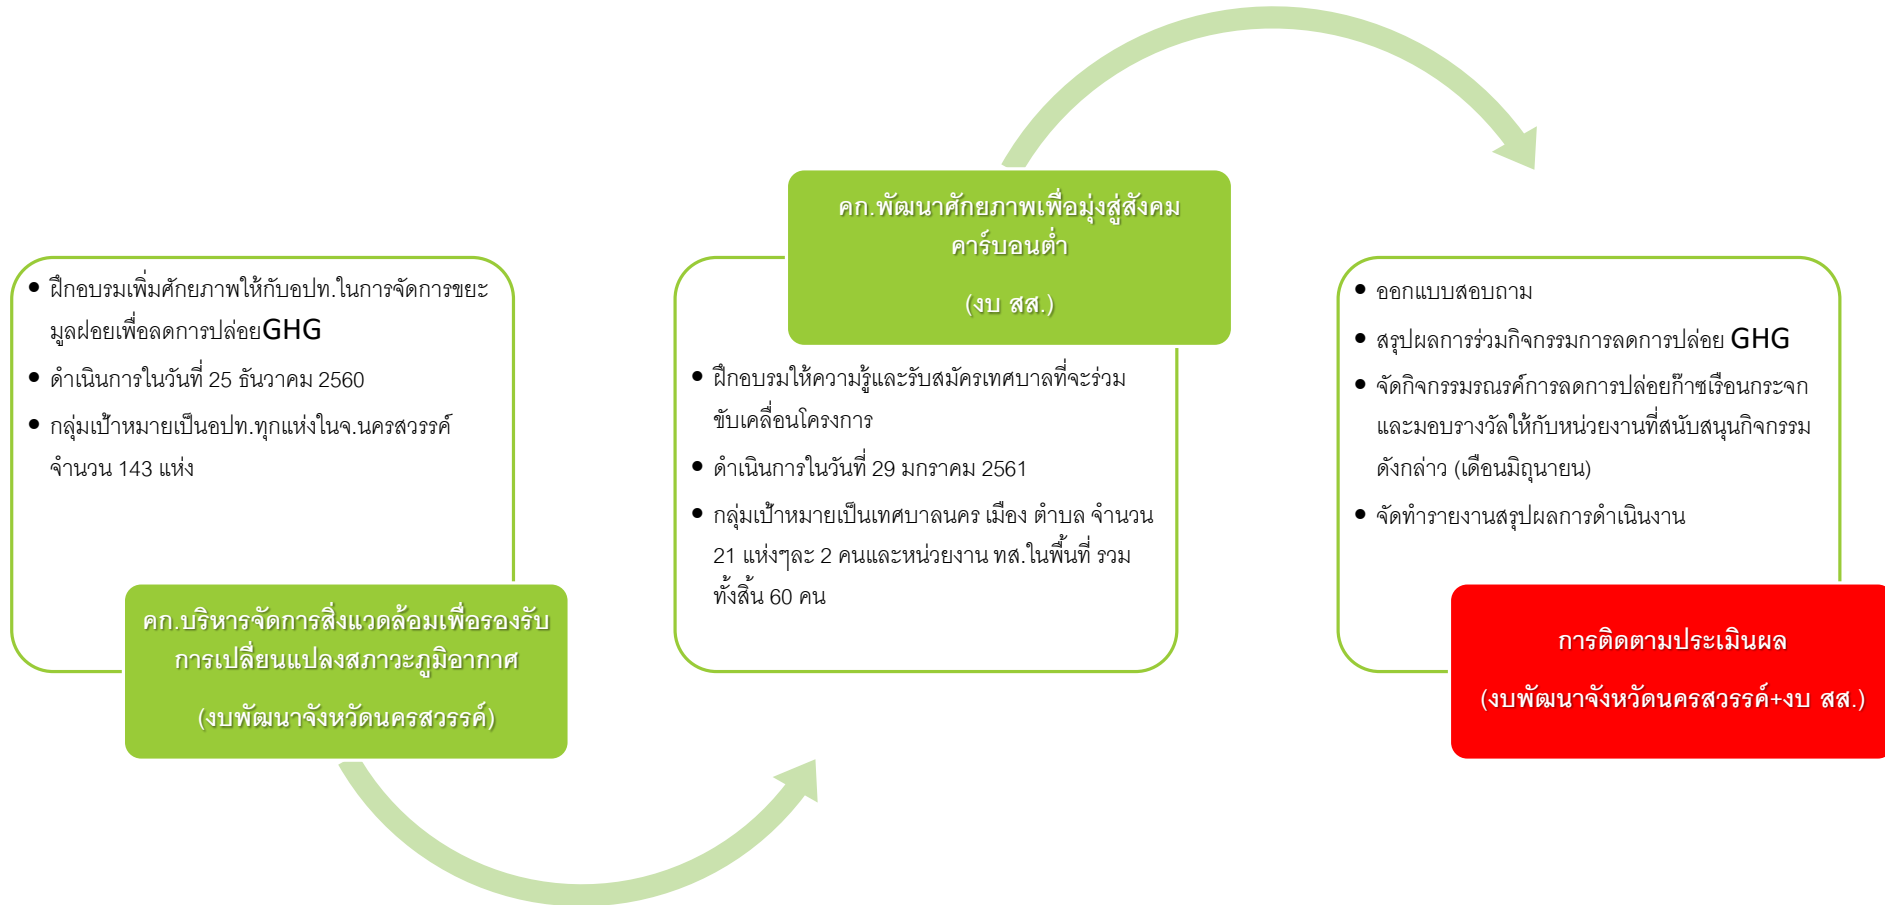 • ฝึกอบรมเพิ่มศักยภาพให้กับอปท.ในการจัดการขยะ
มูลฝอยเพื่อลดการปล่อยGHG
• ดำเนินการในวันที่ 25 ธันวาคม 2560
• กลุ่มเป้าหมายเป็นอปท.ทุกแห่งในจ.นครสวรรค์
จำนวน 143 แห่ง
คก.บริหารจัดการสิ่งแวดล้อมเพื่อรองรับ
การเปลี่ยนแปลงสภาวะภูมิอากาศ
(งบพัฒนาจังหวัดนครสวรรค์)
คก.พัฒนาศักยภาพเพื่อมุ่งสู่สังคม
คาร์บอนต่ำ
(งบ สส.)
• ฝึกอบรมให้ความรู้และรับสมัครเทศบาลที่จะร่วม
ขับเคลื่อนโครงการ
• ดำเนินการในวันที่ 29 มกราคม 2561
• กลุ่มเป้าหมายเป็นเทศบาลนคร เมือง ตำบล จำนวน
21 แห่งๆละ 2 คนและหน่วยงาน ทส.ในพื้นที่ รวม
ทั้งสิ้น 60 คน
• ออกแบบสอบถาม
• สรุปผลการร่วมกิจกรรมการลดการปล่อย GHG
• จัดกิจกรรมรณรค์การลดการปล่อยก๊าซเรือนกระจก
และมอบรางวัลให้กับหน่วยงานที่สนับสนุนกิจกรรม
ดังกล่าว (เดือนมิถุนายน)
• จัดทำรายงานสรุปผลการดำเนินงาน
การติดตามประเมินผล
(งบพัฒนาจังหวัดนครสวรรค์+งบ สส.)